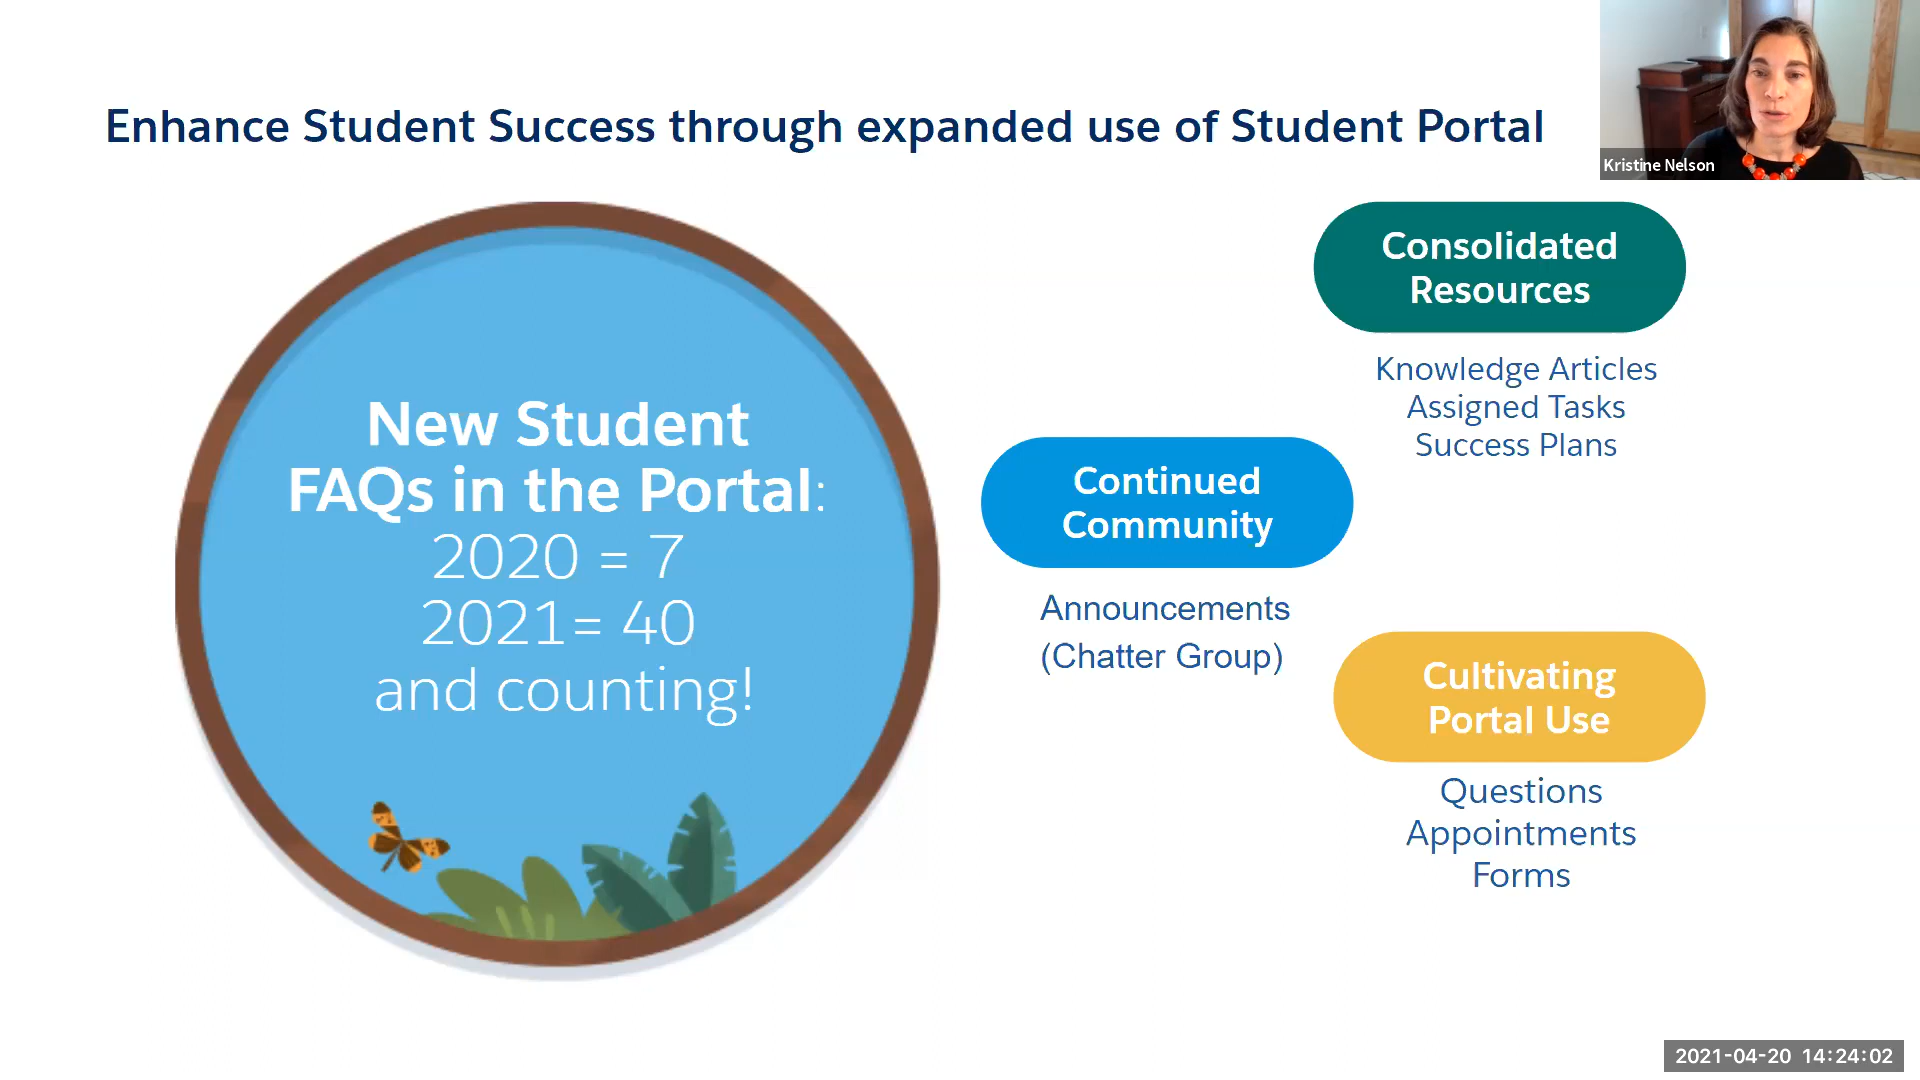 Enhance Student Success through expanded use of Student Portal
Kristine Nelson
New Student
FAQs in the Portal:
2020 = 7
2021= 40
and counting!
Consolidated
Resources
Knowledge Articles
Assigned Tasks
Success Plans
Continued
Community
Announcements
(Chatter Group)
Cultivating
Portal Use
Questions
Appointments
Forms
2021-04-20 14:24:02